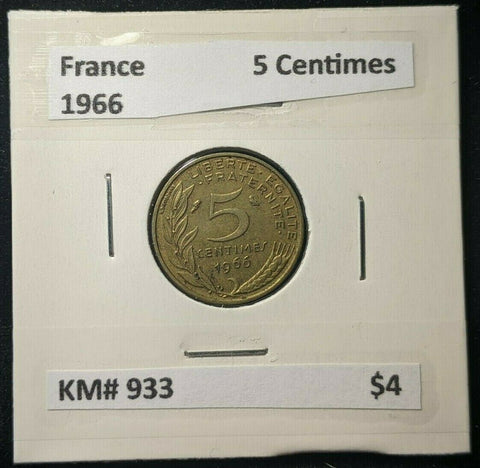 France 5 Centimes
1966
LIBERTE · EGALITE
· FRATERNITE ·
5
CENTIMES
1966
KM# 933 $4